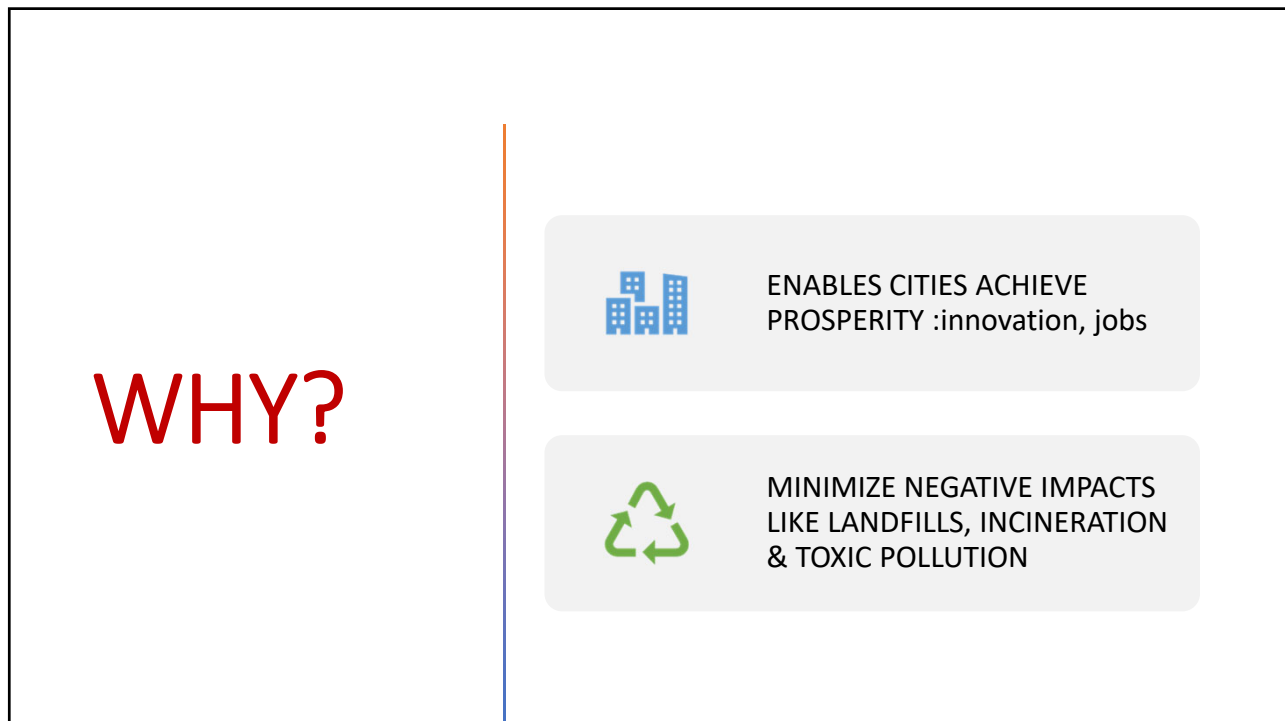 WHY?
ENABLES CITIES ACHIEVE
PROSPERITY :innovation, jobs
MINIMIZE NEGATIVE IMPACTS
LIKE LANDFILLS, INCINERATION
& TOXIC POLLUTION